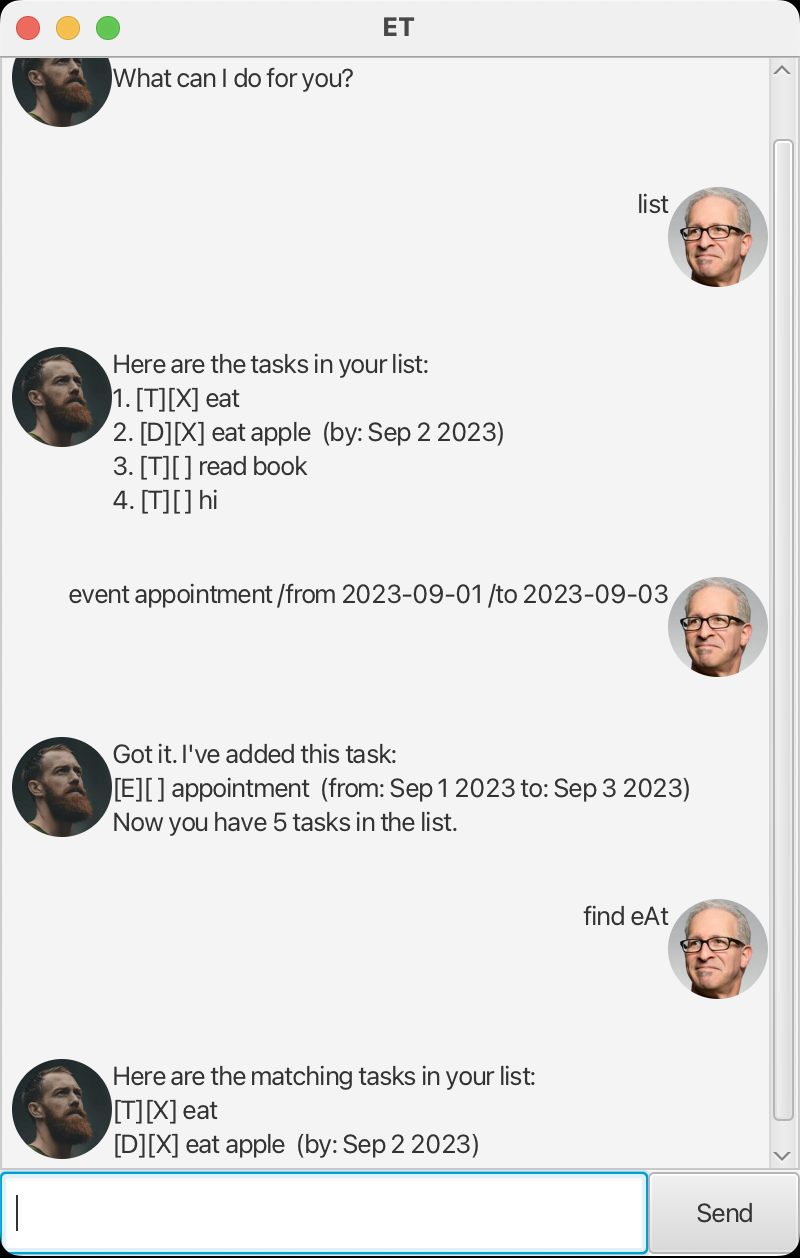 ET
What can I do for you?
list
Here are the tasks in your list:
1. [T][X] eat
2. [D][X] eat apple  (by: Sep 2 2023)
3. [T][ ] read book
4. [T][ ] hi
event appointment /from 2023-09-01 /to 2023-09-03
Got it. I've added this task:
[E][ ] appointment  (from: Sep 1 2023 to: Sep 3 2023)
Now you have 5 tasks in the list.
find eAt
Here are the matching tasks in your list:
[T][X] eat
[D][X] eat apple  (by: Sep 2 2023)
Send